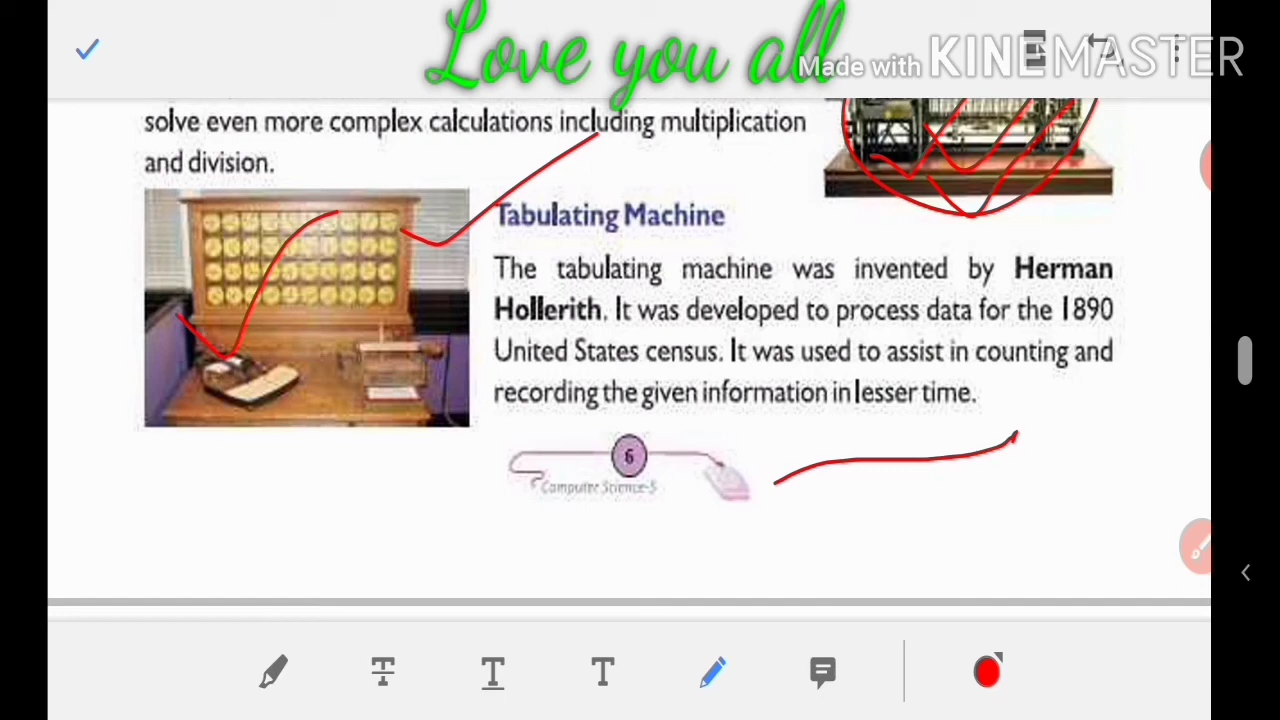 Love you all
Made with KINEMASTER
solve even more complex calculations including multiplication
and division.
Tabulating Machine
The tabulating machine was invented by Herman
Hollerith. It was developed to process data for the 1890
United States census. It was used to assist in counting and
recording the given information in lesser time.
6
Computer Science-5